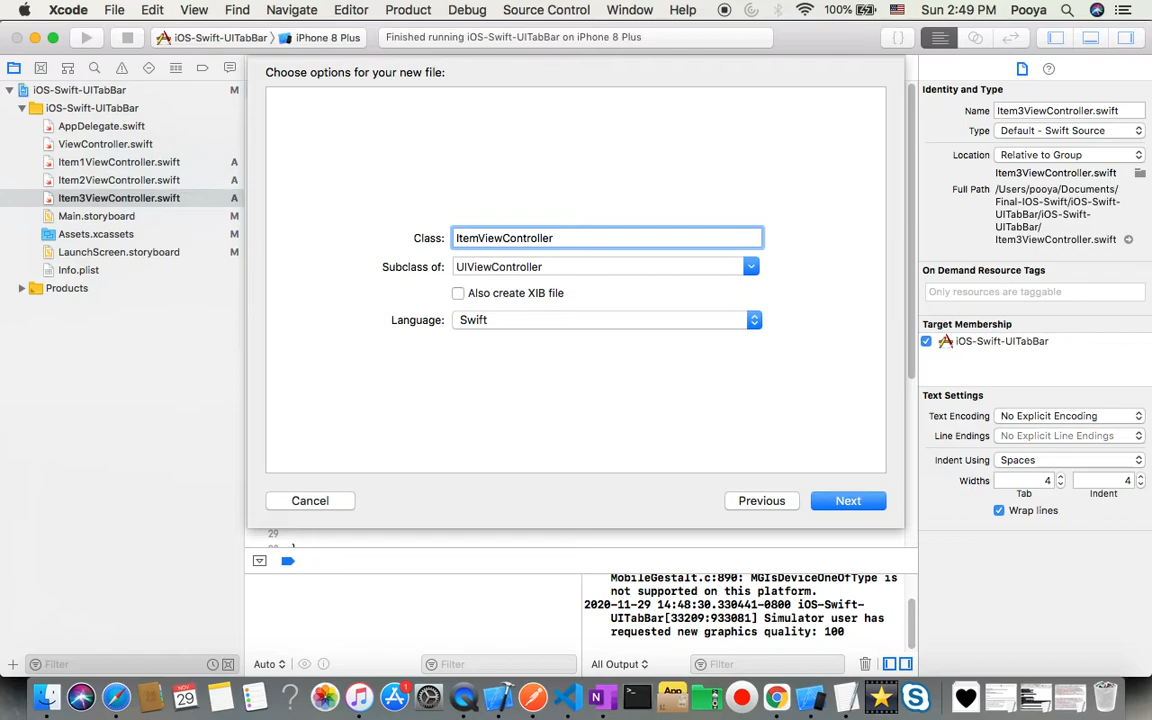 Xcode File Edit View Find Navigate Editor Product Debug Source Control Window Help 100% Sun 2:49 PM Pooya
iOS-Swift-UITabBar iPhone 8 Plus Finished running iOS-Swift-UITabBar on iPhone 8 Plus
iOS-Swift-UITabBar M
iOS-Swift-UITabBar
AppDelegate.swift
ViewController.swift
Item1ViewController.swift A
Item2ViewController.swift A
Item3ViewController.swift A
Main.storyboard M
Assets.xcassets M
LaunchScreen.storyboard M
Info.plist
Products
Filter
Choose options for your new file:
Class: ItemViewController
Subclass of: UIViewController
Also create XIB file
Language: Swift
Cancel Previous Next
29
MobileGestalt.c:890: MGIsDeviceOneOfType is
not supported on this platform.
2020-11-29 14:48:30.330441-0800 iOS-Swift-
UITabBar[33209:933081] Simulator user has
requested new graphics quality: 100
Auto Filter All Output Filter
Identity and Type
Name Item3ViewController.swift
Type Default - Swift Source
Location Relative to Group
Item3ViewController.swift
Full Path /Users/pooya/Documents/
Final-IOS-Swift/iOS-Swift-
UITabBar/iOS-Swift-
UITabBar/
Item3ViewController.swift
On Demand Resource Tags
Only resources are taggable
Target Membership
iOS-Swift-UITabBar
Text Settings
Text Encoding No Explicit Encoding
Line Endings No Explicit Line Endings
Indent Using Spaces
Widths 4 4
Tab Indent
Wrap lines
NOV
29
1
App